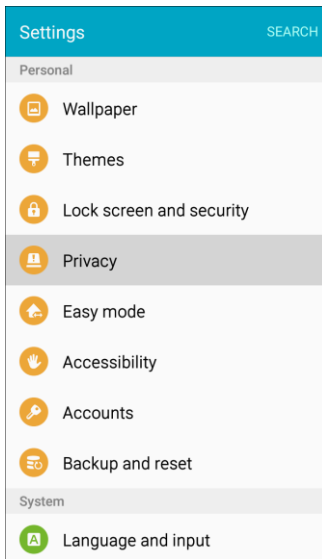 Settings
SEARCH
Personal
Wallpaper
Themes
Lock screen and security
Privacy
Easy mode
Accessibility
Accounts
Backup and reset
System
A
Language and input